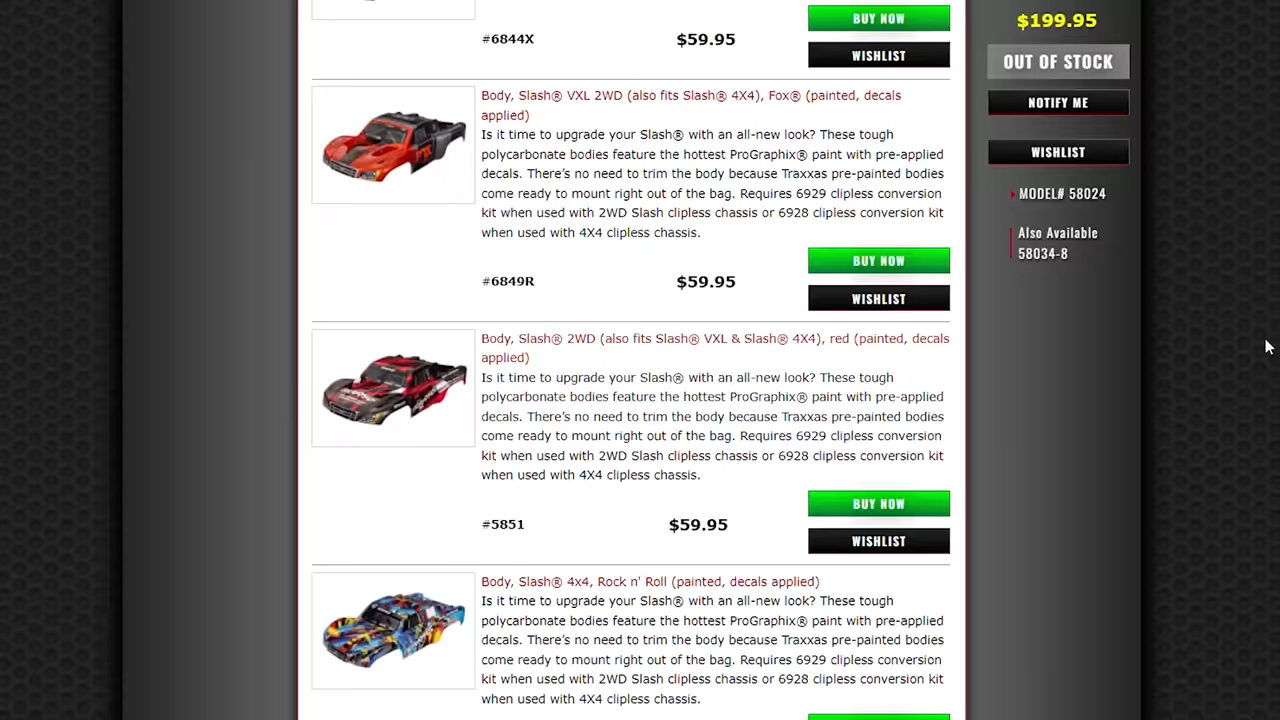 BUY NOW
#6844X
$59.95
WISHLIST
Body, Slash® VXL 2WD (also fits Slash® 4X4), Fox® (painted, decals
applied)
Is it time to upgrade your Slash® with an all-new look? These tough
polycarbonate bodies feature the hottest ProGraphix® paint with pre-applied
decals. There’s no need to trim the body because Traxxas pre-painted bodies
come ready to mount right out of the bag. Requires 6929 clipless conversion
kit when used with 2WD Slash clipless chassis or 6928 clipless conversion kit
when used with 4X4 clipless chassis.
BUY NOW
#6849R
$59.95
WISHLIST
Body, Slash® 2WD (also fits Slash® VXL & Slash® 4X4), red (painted, decals
applied)
Is it time to upgrade your Slash® with an all-new look? These tough
polycarbonate bodies feature the hottest ProGraphix® paint with pre-applied
decals. There’s no need to trim the body because Traxxas pre-painted bodies
come ready to mount right out of the bag. Requires 6929 clipless conversion
kit when used with 2WD Slash clipless chassis or 6928 clipless conversion kit
when used with 4X4 clipless chassis.
BUY NOW
#5851
$59.95
WISHLIST
Body, Slash® 4x4, Rock n' Roll (painted, decals applied)
Is it time to upgrade your Slash® with an all-new look? These tough
polycarbonate bodies feature the hottest ProGraphix® paint with pre-applied
decals. There’s no need to trim the body because Traxxas pre-painted bodies
come ready to mount right out of the bag. Requires 6929 clipless conversion
kit when used with 2WD Slash clipless chassis or 6928 clipless conversion kit
when used with 4X4 clipless chassis.
$199.95
OUT OF STOCK
NOTIFY ME
WISHLIST
MODEL# 58024
Also Available
58034-8